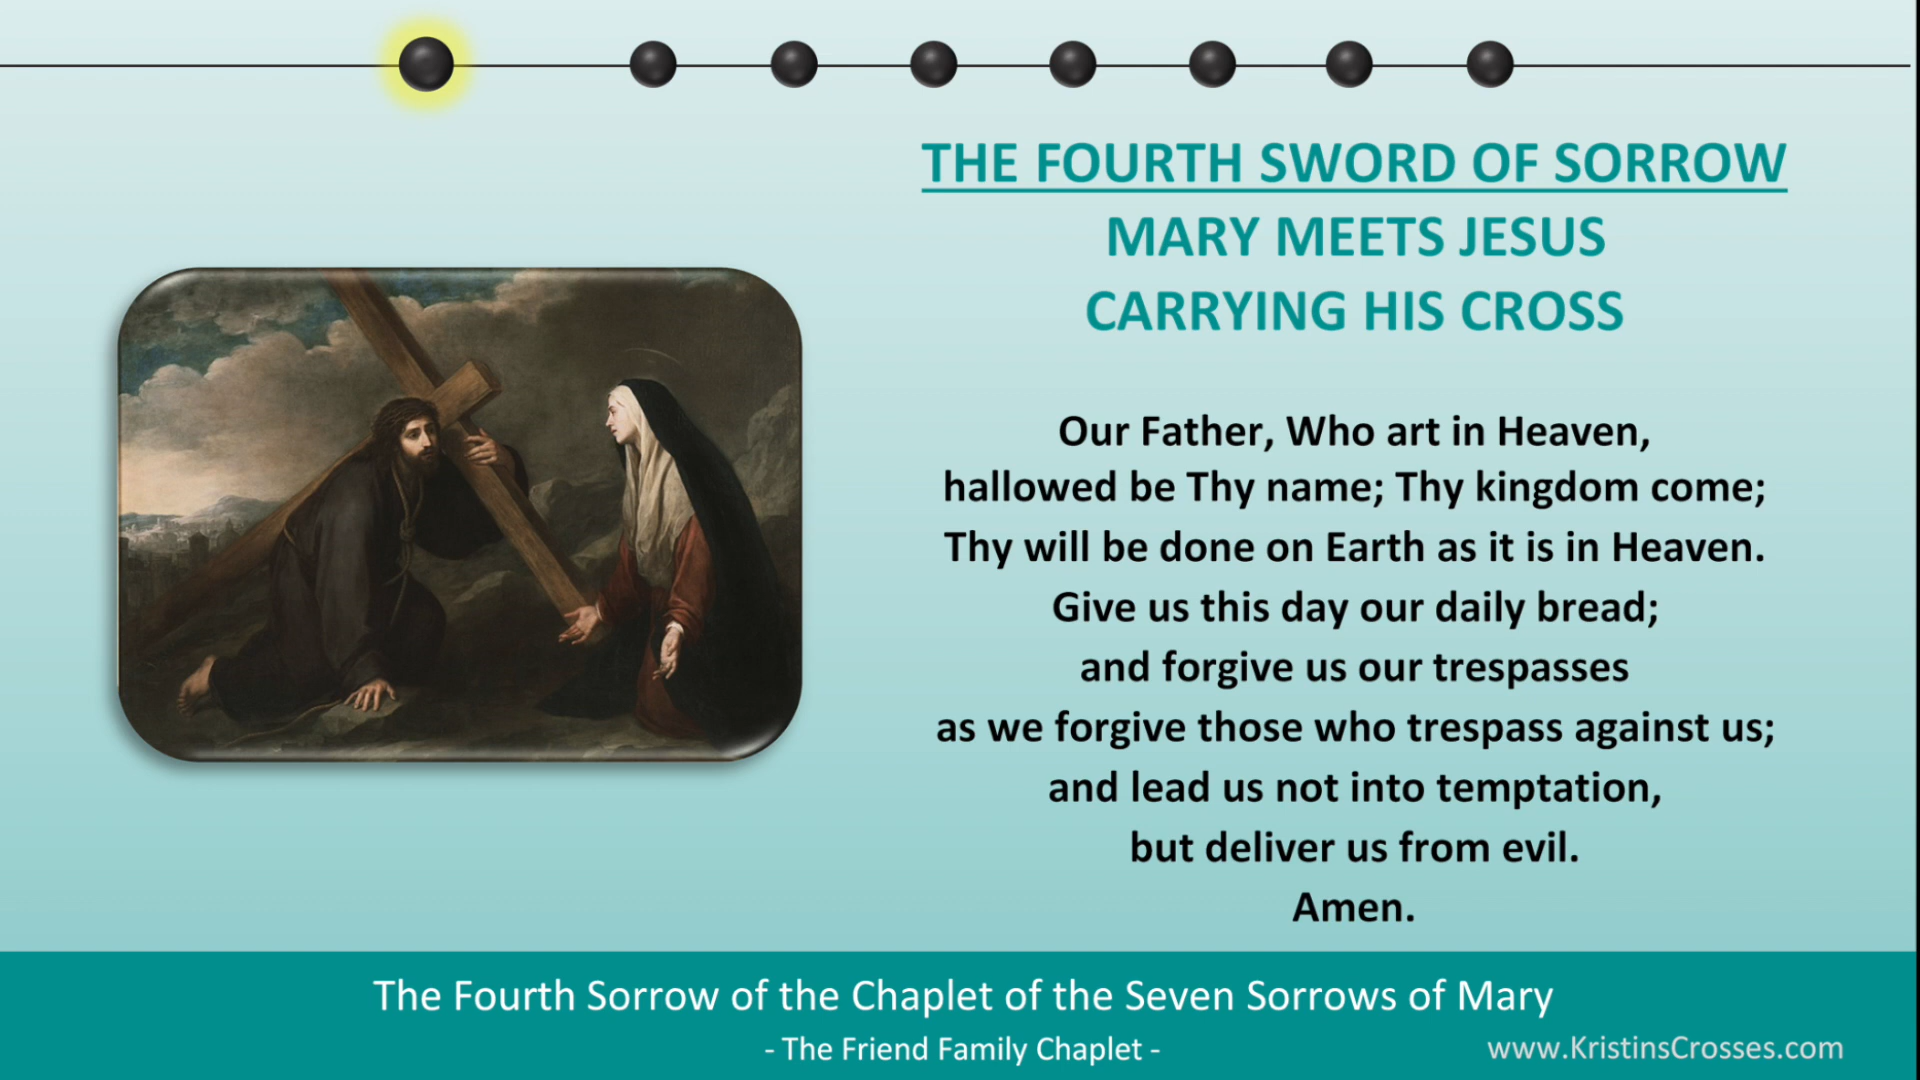 THE FOURTH SWORD OF SORROW
MARY MEETS JESUS
CARRYING HIS CROSS
Our Father, Who art in Heaven,
hallowed be Thy name; Thy kingdom come;
Thy will be done on Earth as it is in Heaven.
Give us this day our daily bread;
and forgive us our trespasses
as we forgive those who trespass against us;
and lead us not into temptation,
but deliver us from evil.
Amen.
The Fourth Sorrow of the Chaplet of the Seven Sorrows of Mary
- The Friend Family Chaplet -
www.KristinsCrosses.com